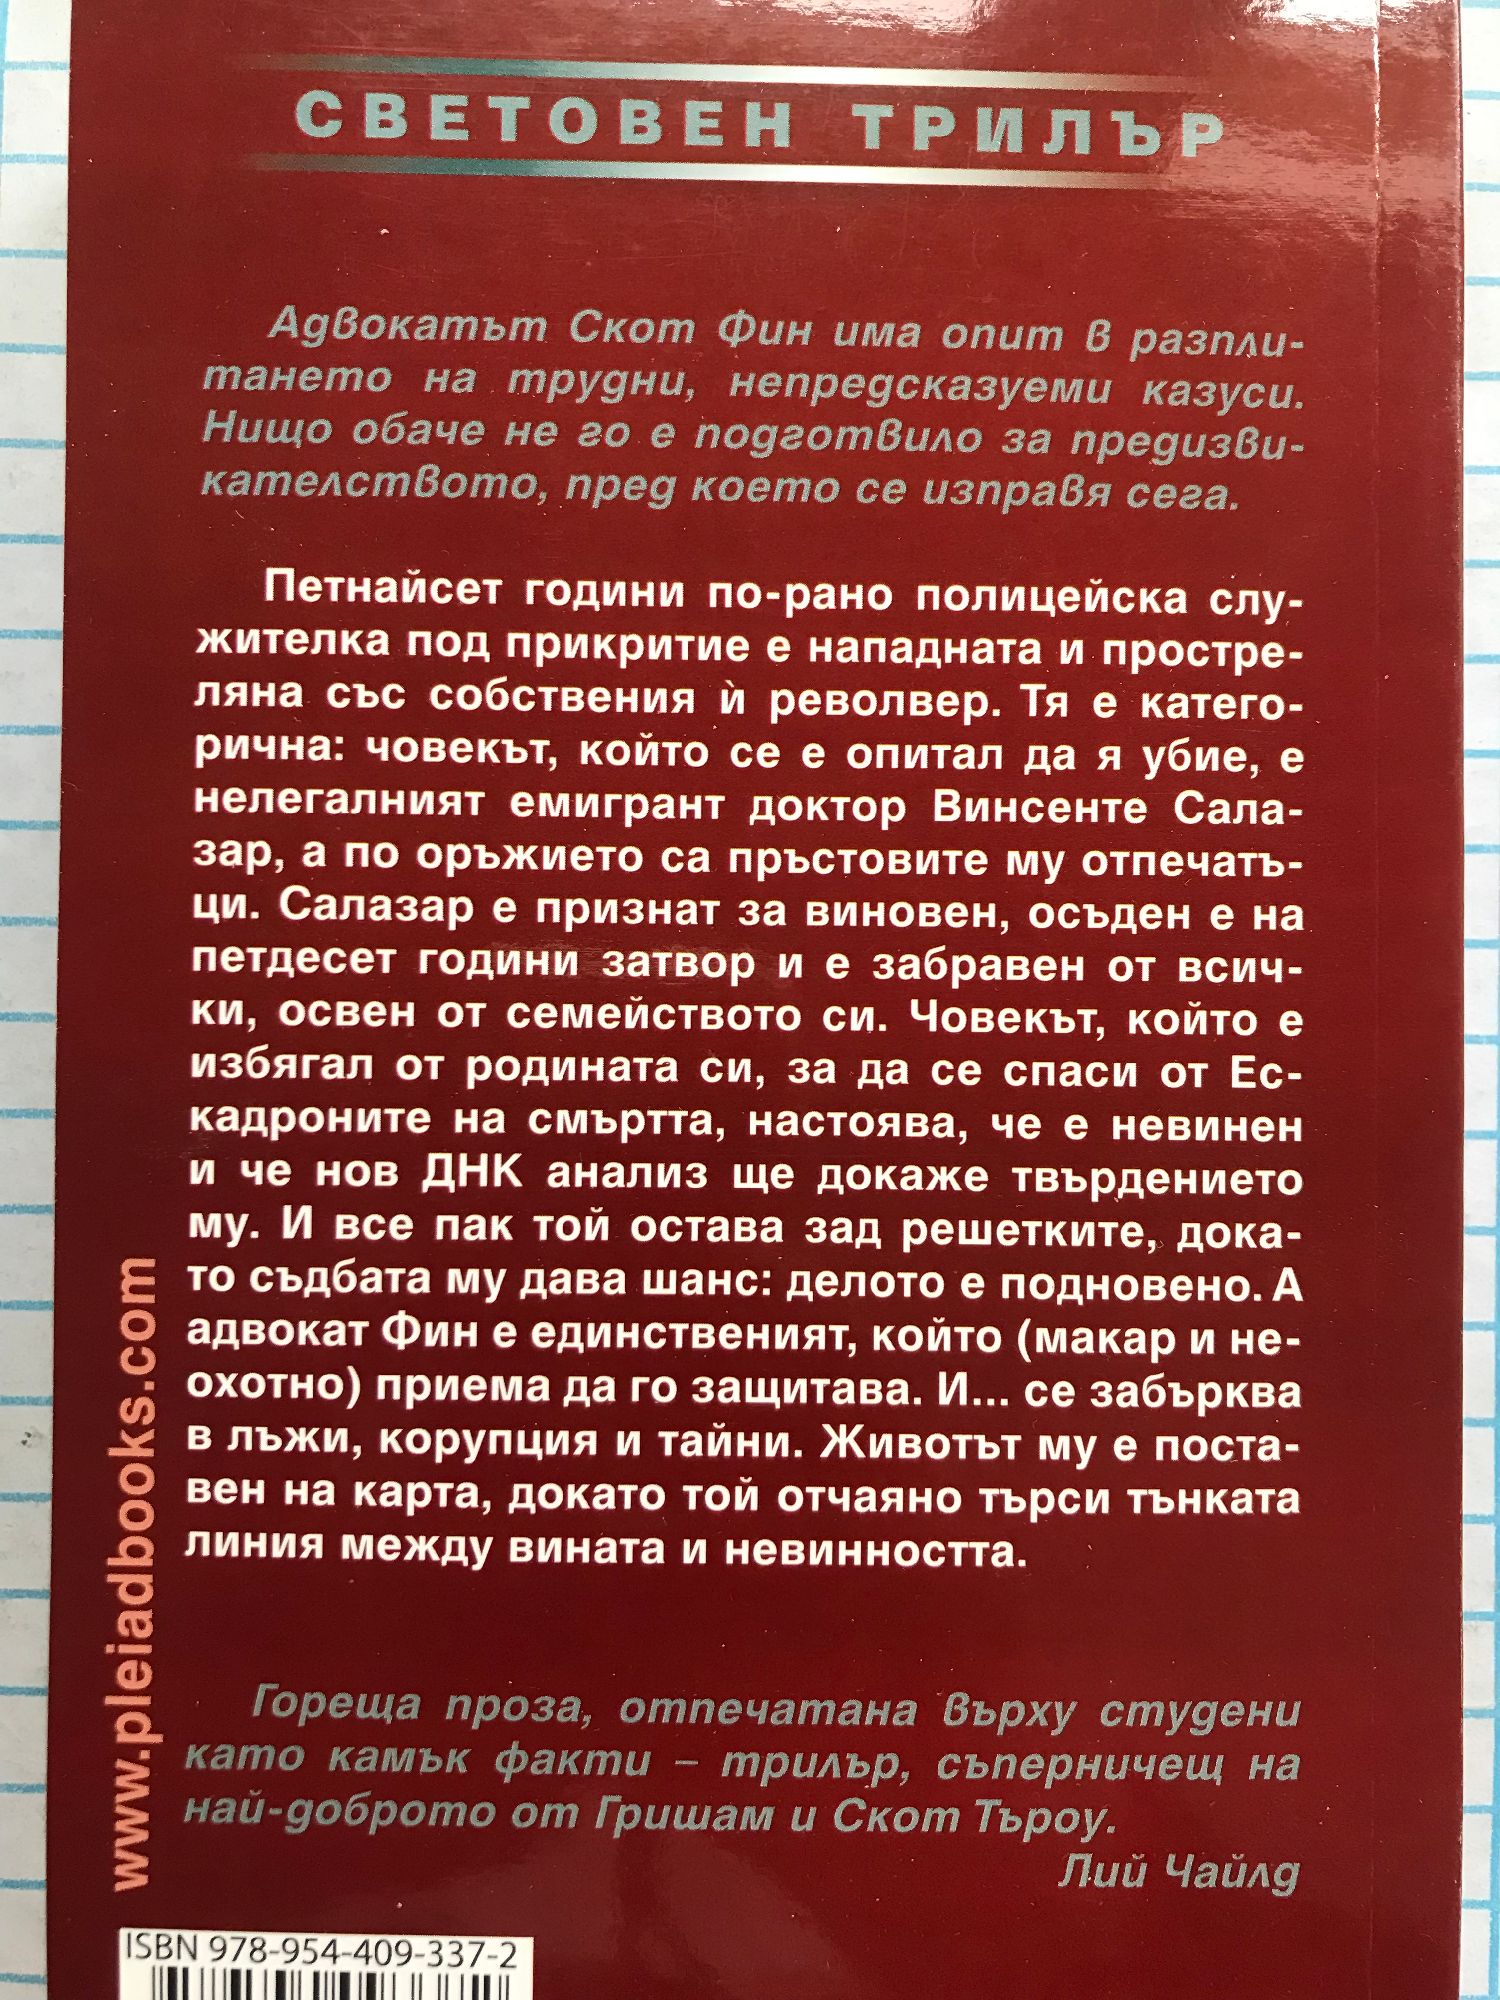 СВЕТОВЕН ТРИЛЪР
Адвокатът Скот Фин има опит в разпли-
тането на трудни, непредсказуеми казуси.
Нищо обаче не го е подготвило за предизви-
кателството, пред което се изправя сега.
Петнайсет години по-рано полицейска слу-
жителка под прикритие е нападната и простре-
ляна със собствения ѝ револвер. Тя е катего-
рична: човекът, който се е опитал да я убие, е
нелегалният емигрант доктор Винсенте Сала-
зар, а по оръжието са пръстовите му отпечатъ-
ци. Салазар е признат за виновен, осъден е на
петдесет години затвор и е забравен от всич-
ки, освен от семейството си. Човекът, който е
избягал от родината си, за да се спаси от Ес-
кадроните на смъртта, настоява, че е невинен
и че нов ДНК анализ ще докаже твърдението
му. И все пак той остава зад решетките, дока-
то съдбата му дава шанс: делото е подновено. А
адвокат Фин е единственият, който (макар и не-
охотно) приема да го защитава. И... се забърква
в лъжи, корупция и тайни. Животът му е поста-
вен на карта, докато той отчаяно търси тънката
линия между вината и невинността.
Гореща проза, отпечатана върху студени
като камък факти – трилър, съперничещ на
най-доброто от Гришам и Скот Търоу.
Лий Чайлд
www.pleiadbooks.com
ISBN 978-954-409-337-2